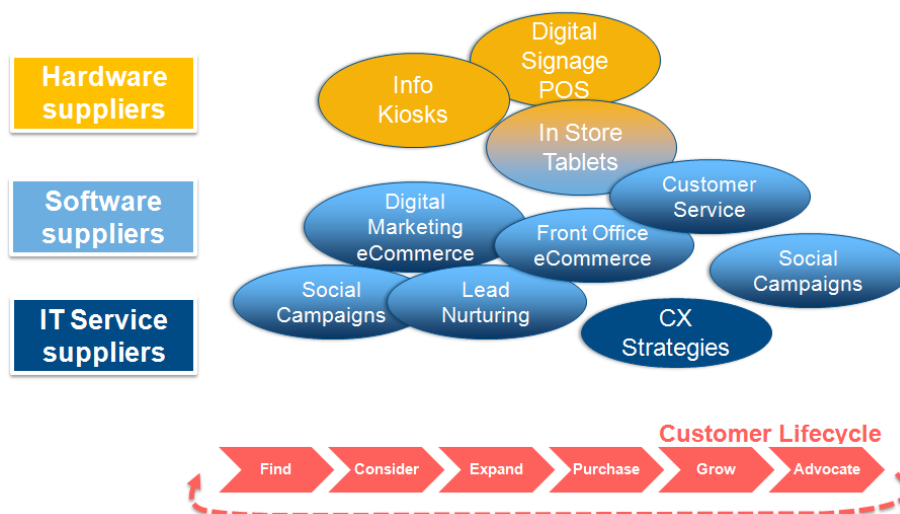 Digital
Signage
POS
Hardware
suppliers
Info
Kiosks
In Store
Tablets
Software
suppliers
Customer
Service
Digital
Marketing
eCommerce
Front Office
eCommerce
Social
Campaigns
Social
Campaigns
Lead
Nurturing
IT Service
suppliers
CX
Strategies
Customer Lifecycle
Find
Consider
Expand
Purchase
Grow
Advocate